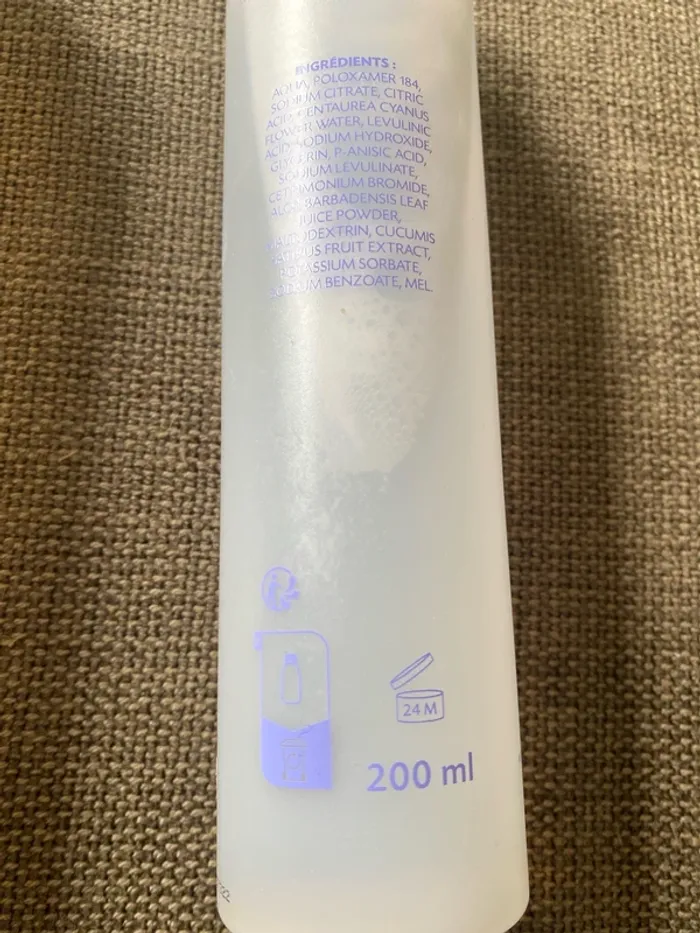 INGRÉDIENTS :
AQUA, POLOXAMER 184,
SODIUM CITRATE, CITRIC
ACID, CENTAUREA CYANUS
FLOWER WATER, LEVULINIC
ACID, SODIUM HYDROXIDE,
GLYCERIN, P-ANISIC ACID,
SODIUM LEVULINATE,
CETRIMONIUM BROMIDE,
ALOE BARBADENSIS LEAF
JUICE POWDER,
MALTODEXTRIN, CUCUMIS
SATIVUS FRUIT EXTRACT,
POTASSIUM SORBATE,
SODIUM BENZOATE, MEL.
24 M
200 ml